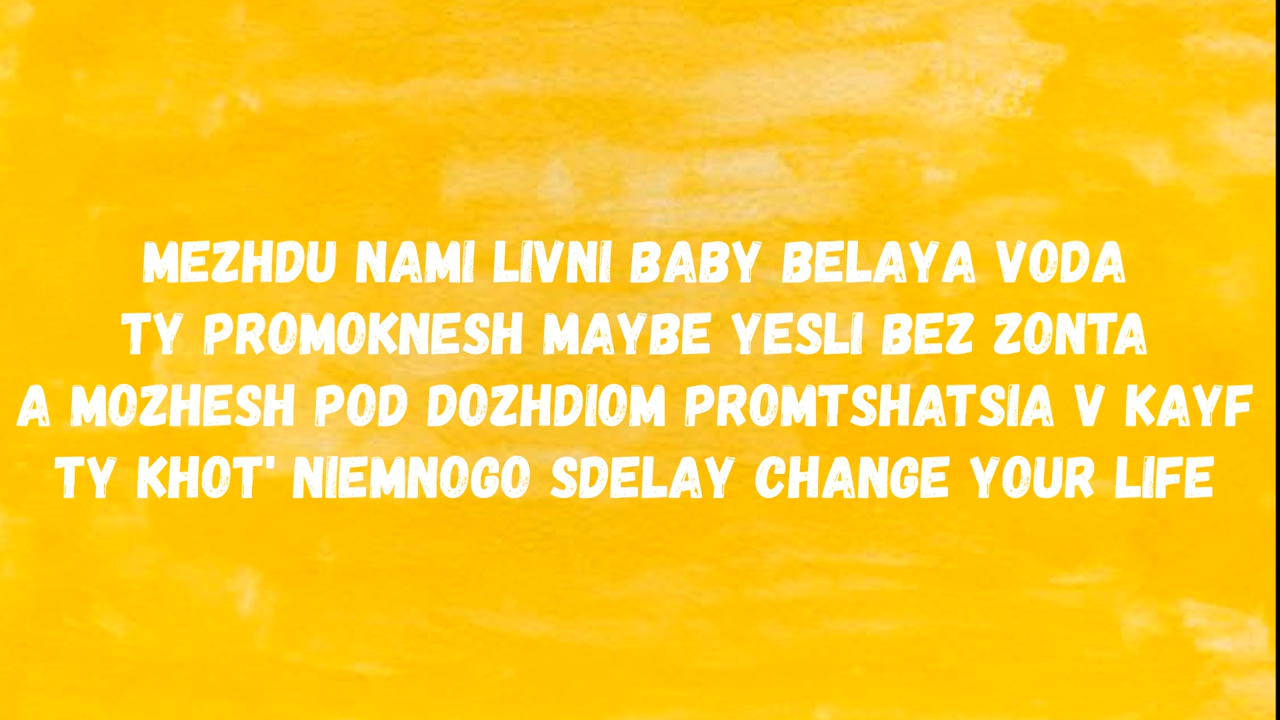 MEZHDU NAMI LIVNI BABY BELAYA VODA
TY PROMOKNESH MAYBE YESLI BEZ ZONTA
A MOZHESH POD DOZHDIOM PROMTSHATSIA V KAYF
TY KHOT' NIEMNOGO SDELAY CHANGE YOUR LIFE